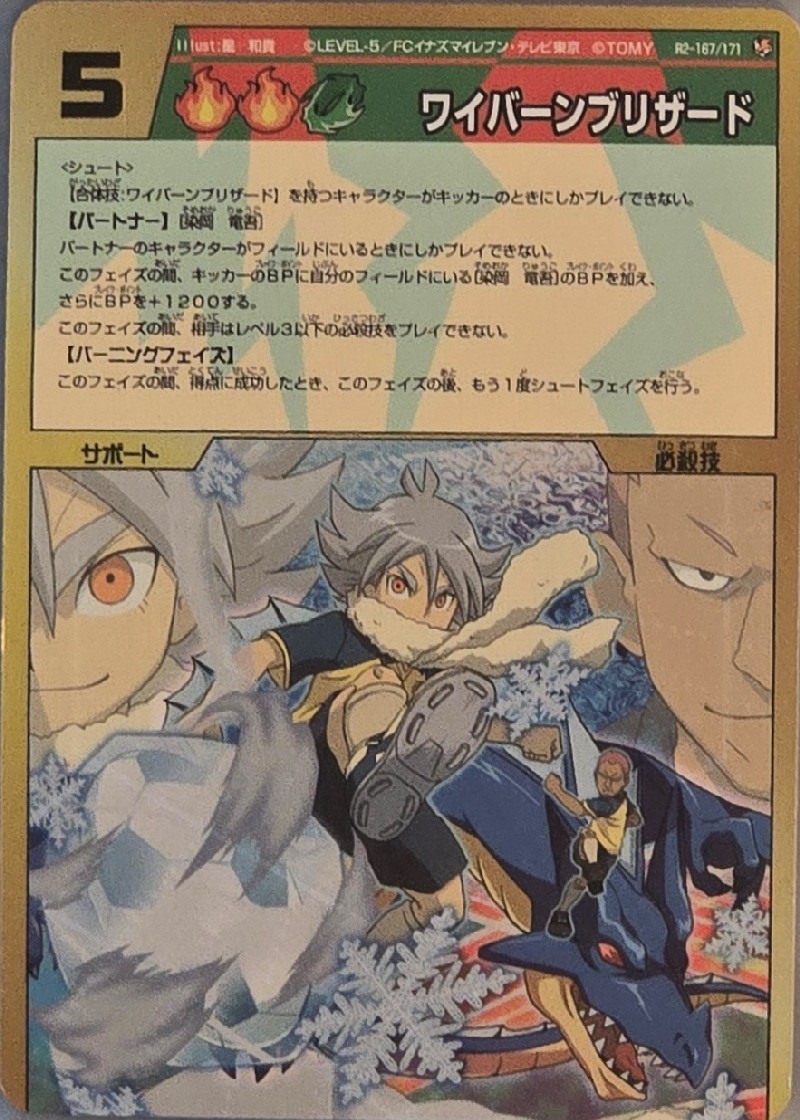 5
Illust:星 和貴 ©LEVEL-5/FCイナズマイレブン・テレビ東京 ©TOMY R2-167/171
ワイバーンブリザード
<シュート>
【合体技:ワイバーンブリザード】を持つキャラクターがキッカーのときにしかプレイできない。
【パートナー】[染岡 竜吾]
パートナーのキャラクターがフィールドにいるときにしかプレイできない。
このフェイズの間、キッカーのBPに自分のフィールドにいる[染岡 竜吾]のBPを加え、
さらにBPを+1200する。
このフェイズの間、相手はレベル3以下の必殺技をプレイできない。
【バーニングフェイズ】
このフェイズの間、得点に成功したとき、このフェイズの後、もう1度シュートフェイズを行う。
サポート
必殺技